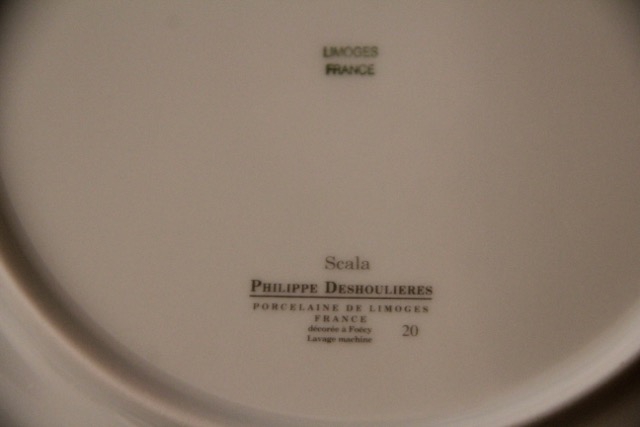 LIMOGES
FRANCE
Scala
PHILIPPE DESHOULIERES
PORCELAINE DE LIMOGES
FRANCE
décorée à Foëcy
Lavage machine
20